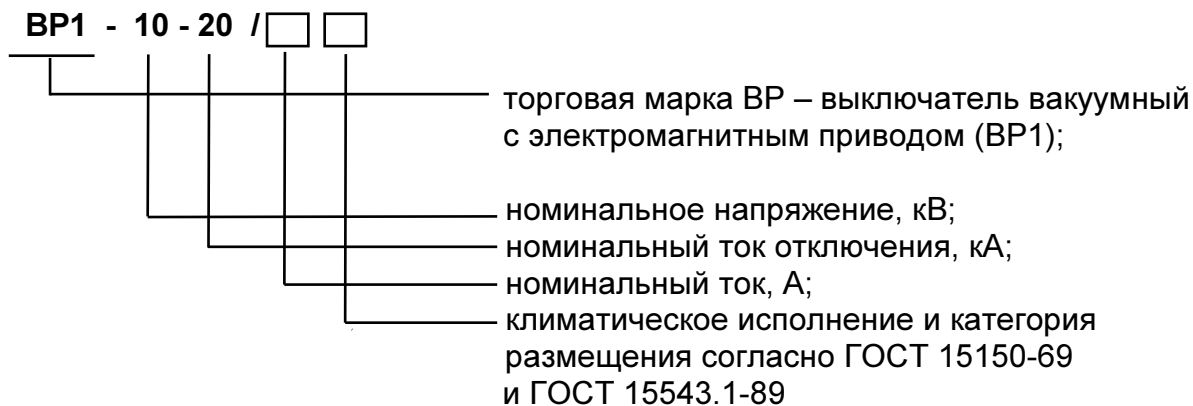 ВР1 - 10 - 20 /
торговая марка ВР – выключатель вакуумный
с электромагнитным приводом (ВР1);
номинальное напряжение, кВ;
номинальный ток отключения, кА;
номинальный ток, А;
климатическое исполнение и категория
размещения согласно ГОСТ 15150-69
и ГОСТ 15543.1-89